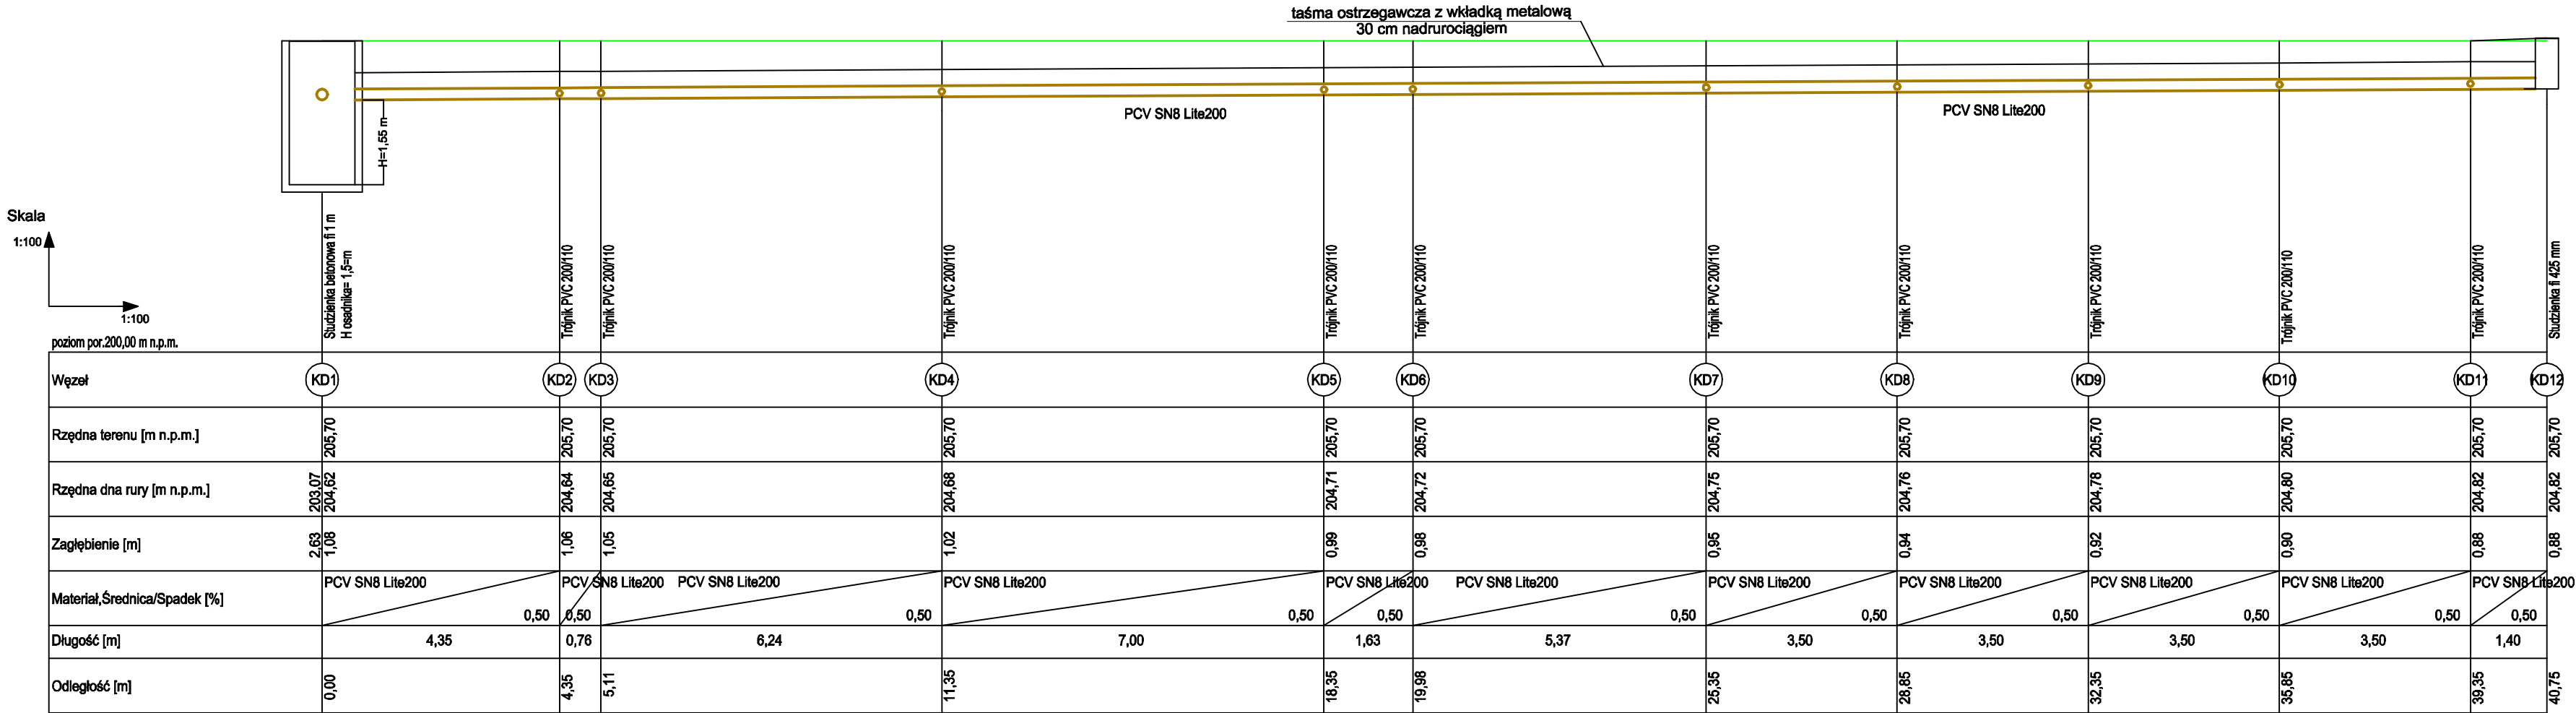 taśma ostrzegawcza z wkładką metalową
30 cm nadrurociągiem
PCV SN8 Lite200
PCV SN8 Lite200
H=1,55 m
Skala
1:100
1:100
Studzienka betonowa fi 1 m
H osadnika= 1,5=m
Trójnik PVC 200/110
Trójnik PVC 200/110
Trójnik PVC 200/110
Trójnik PVC 200/110
Trójnik PVC 200/110
Trójnik PVC 200/110
Trójnik PVC 200/110
Trójnik PVC 200/110
Trójnik PVC 200/110
Trójnik PVC 200/110
Studzienka fi 425 mm
poziom por.200,00 m n.p.m.
Węzeł KD1 KD2 KD3 KD4 KD5 KD6 KD7 KD8 KD9 KD10 KD11 KD12
Rzędna terenu [m n.p.m.] 205,70 205,70 205,70 205,70 205,70 205,70 205,70 205,70 205,70 205,70 205,70 205,70
Rzędna dna rury [m n.p.m.] 203,07 204,62 204,64 204,65 204,68 204,71 204,72 204,75 204,76 204,78 204,80 204,82 204,82
Zagłębienie [m] 2,63 1,08 1,06 1,05 1,02 0,99 0,98 0,95 0,94 0,92 0,90 0,88 0,88
PCV SN8 Lite200 PCV SN8 Lite200 PCV SN8 Lite200 PCV SN8 Lite200 PCV SN8 Lite200 PCV SN8 Lite200 PCV SN8 Lite200 PCV SN8 Lite200 PCV SN8 Lite200 PCV SN8 Lite200 PCV SN8 Lite200
Materiał,Średnica/Spadek [%]
0,50 0,50 0,50 0,50 0,50 0,50 0,50 0,50 0,50 0,50 0,50
Długość [m] 4,35 0,76 6,24 7,00 1,63 5,37 3,50 3,50 3,50 3,50 1,40
Odległość [m] 0,00 4,35 5,11 11,35 18,35 19,98 25,35 28,85 32,35 35,85 39,35 40,75